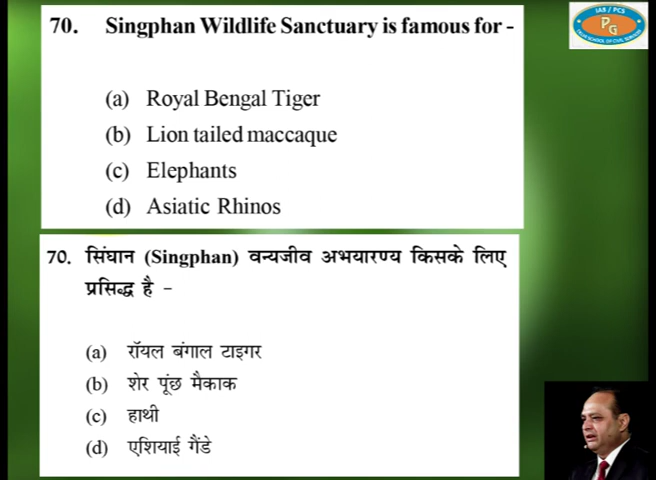 70. Singphan Wildlife Sanctuary is famous for -
(a) Royal Bengal Tiger
(b) Lion tailed maccaque
(c) Elephants
(d) Asiatic Rhinos
70. सिंघान (Singphan) वन्यजीव अभयारण्य किसके लिए
प्रसिद्ध है -
(a) रॉयल बंगाल टाइगर
(b) शेर पूंछ मैकाक
(c) हाथी
(d) एशियाई गैंडे
IAS / PCS
PG